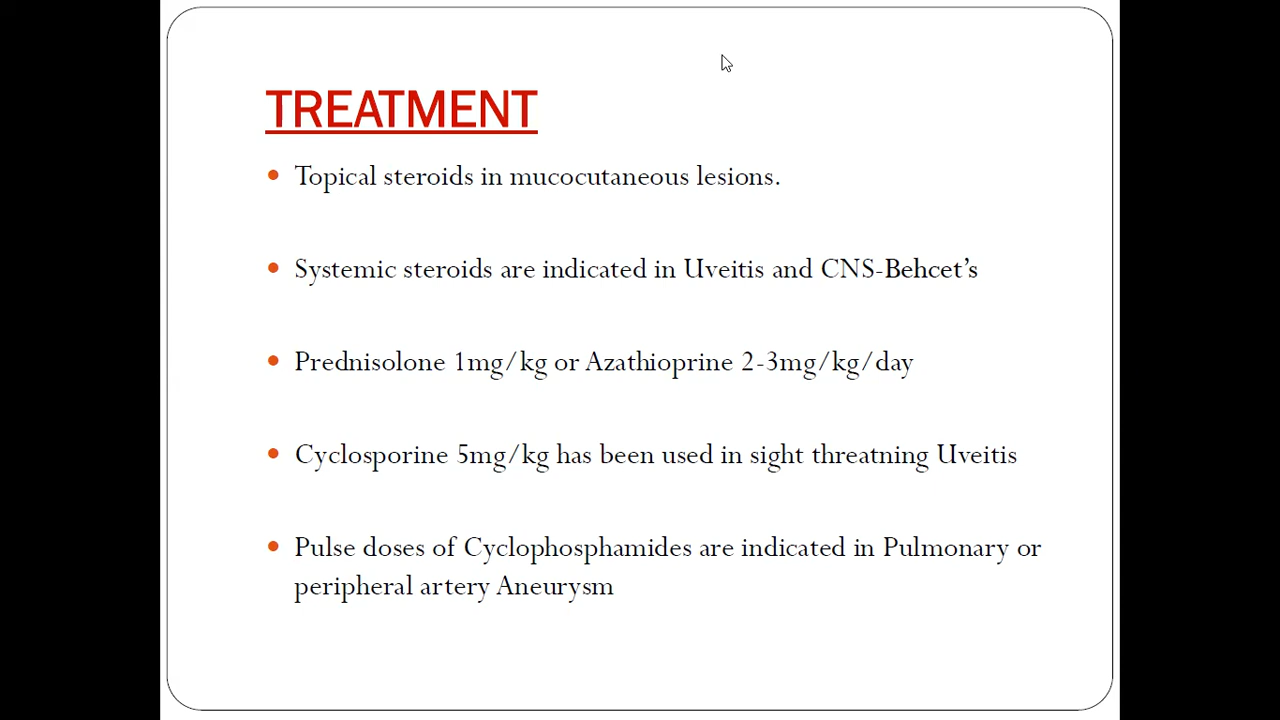 TREATMENT
• Topical steroids in mucocutaneous lesions.
• Systemic steroids are indicated in Uveitis and CNS-Behcet’s
• Prednisolone 1mg/kg or Azathioprine 2-3mg/kg/day
• Cyclosporine 5mg/kg has been used in sight threatning Uveitis
• Pulse doses of Cyclophosphamides are indicated in Pulmonary or
peripheral artery Aneurysm